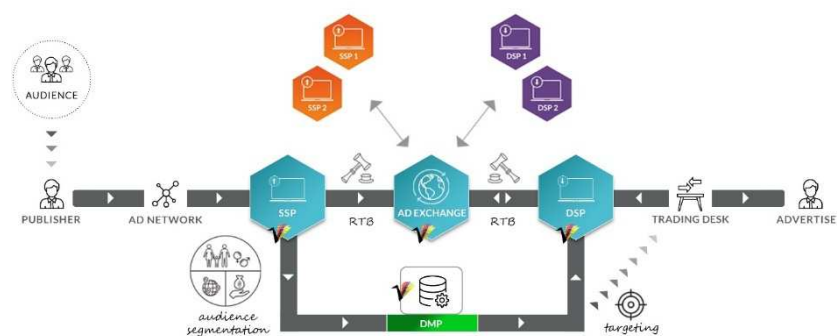 SSP 1
SSP 2
DSP 1
DSP 2
AUDIENCE
PUBLISHER
AD NETWORK
SSP
RTB
AD EXCHANGE
RTB
DSP
TRADING DESK
ADVERTISE
audience
segmentation
DMP
targeting